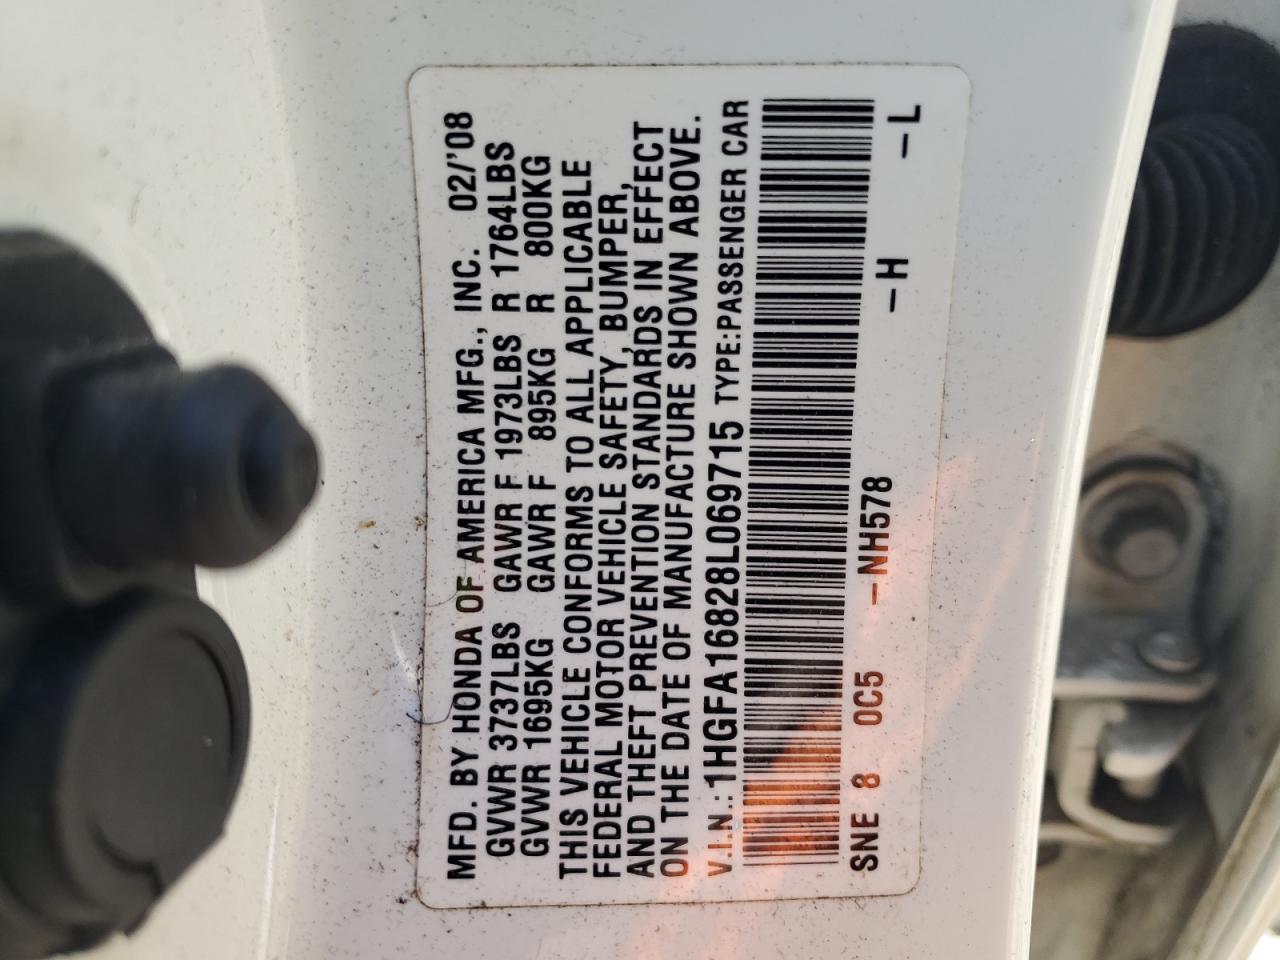 MFD. BY HONDA OF AMERICA MFG., INC. 02/'08
GVWR 3737LBS GAWR F 1973LBS R 1764LBS
GVWR 1695KG GAWR F 895KG R 800KG
THIS VEHICLE CONFORMS TO ALL APPLICABLE
FEDERAL MOTOR VEHICLE SAFETY, BUMPER,
AND THEFT PREVENTION STANDARDS IN EFFECT
ON THE DATE OF MANUFACTURE SHOWN ABOVE.
V.I.N.: 1HGFA16828L069715 TYPE:PASSENGER CAR
SNE 8 0C5 -NH578 -H -L